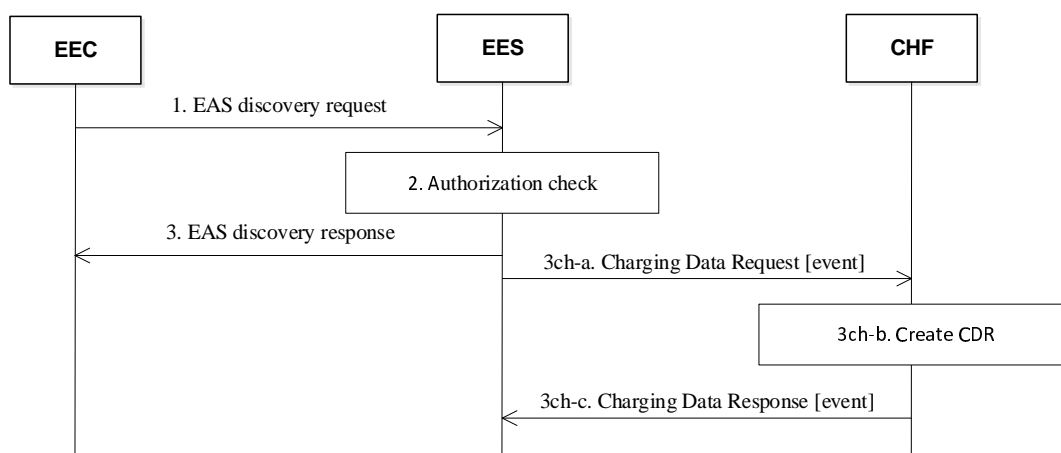 EEC
EES
CHF
1. EAS discovery request
2. Authorization check
3. EAS discovery response
3ch-a. Charging Data Request [event]
3ch-b. Create CDR
3ch-c. Charging Data Response [event]